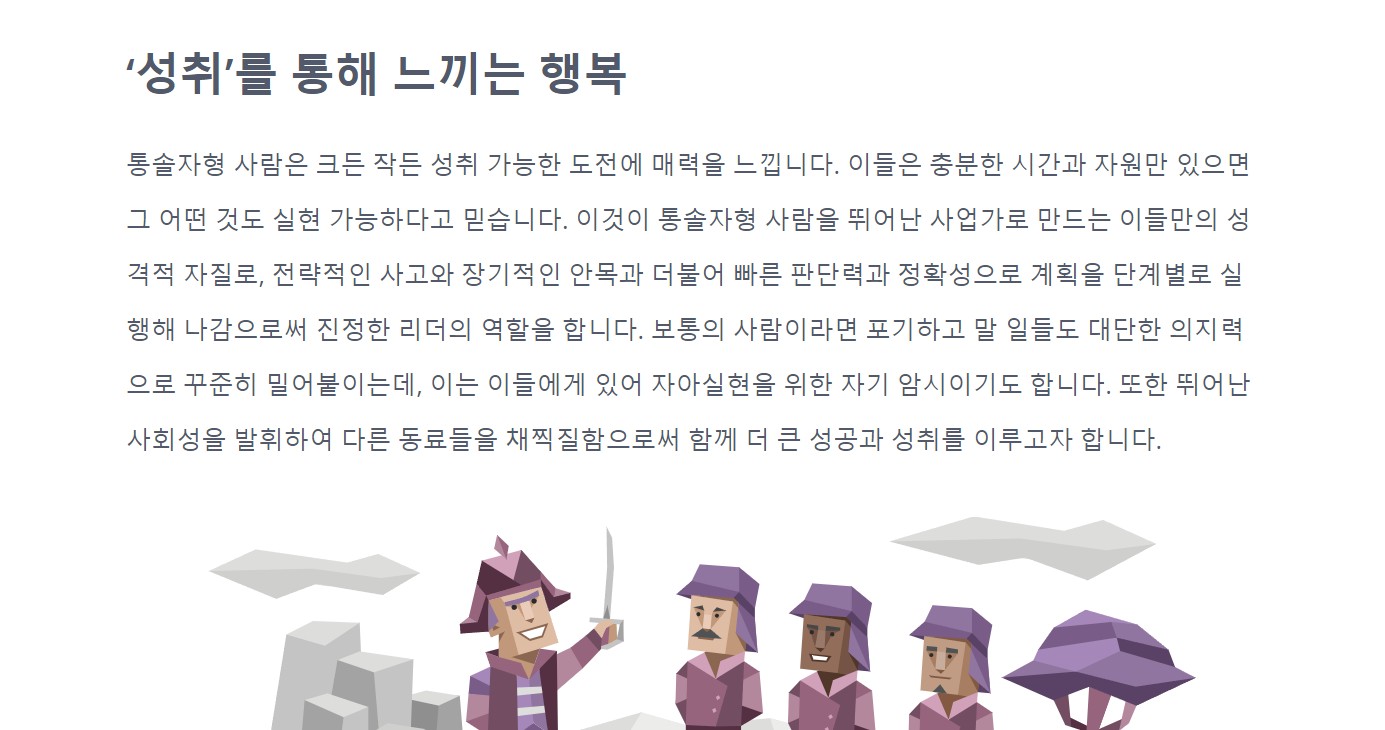 ‘성취’를 통해 느끼는 행복
통솔자형 사람은 크든 작든 성취 가능한 도전에 매력을 느낍니다. 이들은 충분한 시간과 자원만 있으면
그 어떤 것도 실현 가능하다고 믿습니다. 이것이 통솔자형 사람을 뛰어난 사업가로 만드는 이들만의 성
격적 자질로, 전략적인 사고와 장기적인 안목과 더불어 빠른 판단력과 정확성으로 계획을 단계별로 실
행해 나감으로써 진정한 리더의 역할을 합니다. 보통의 사람이라면 포기하고 말 일들도 대단한 의지력
으로 꾸준히 밀어붙이는데, 이는 이들에게 있어 자아실현을 위한 자기 암시이기도 합니다. 또한 뛰어난
사회성을 발휘하여 다른 동료들을 채찍질함으로써 함께 더 큰 성공과 성취를 이루고자 합니다.